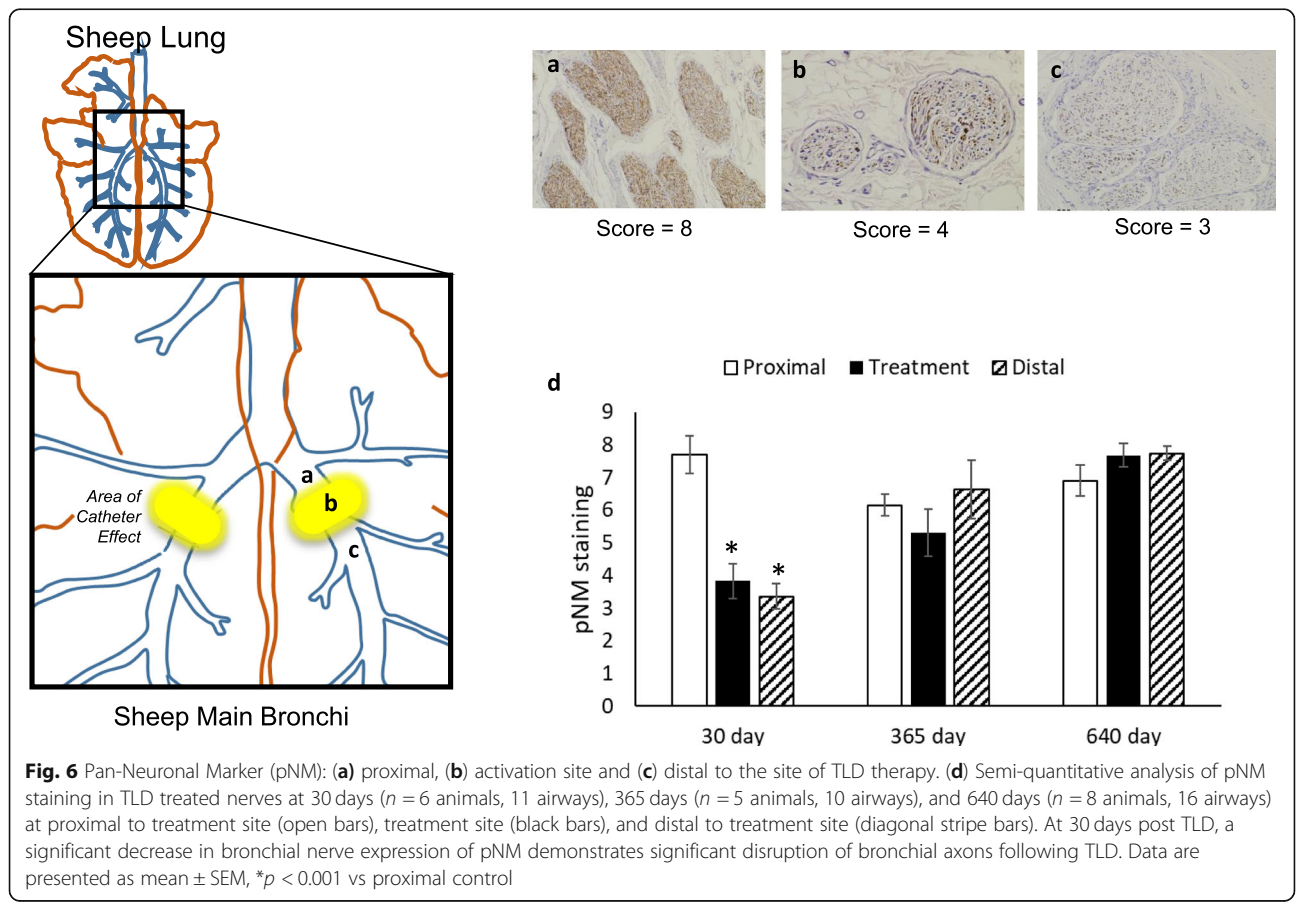 Sheep Lung
a
b
c
Score = 8
Score = 4
Score = 3
Area of
Catheter
Effect
a
b
c
Sheep Main Bronchi
d
Proximal Treatment Distal
pNM staining
9
8
7
6
5
4
3
2
1
0
*
*
30 day
365 day
640 day
Fig. 6 Pan-Neuronal Marker (pNM): (a) proximal, (b) activation site and (c) distal to the site of TLD therapy. (d) Semi-quantitative analysis of pNM
staining in TLD treated nerves at 30 days (n = 6 animals, 11 airways), 365 days (n = 5 animals, 10 airways), and 640 days (n = 8 animals, 16 airways)
at proximal to treatment site (open bars), treatment site (black bars), and distal to treatment site (diagonal stripe bars). At 30 days post TLD, a
significant decrease in bronchial nerve expression of pNM demonstrates significant disruption of bronchial axons following TLD. Data are
presented as mean ± SEM, *p < 0.001 vs proximal control